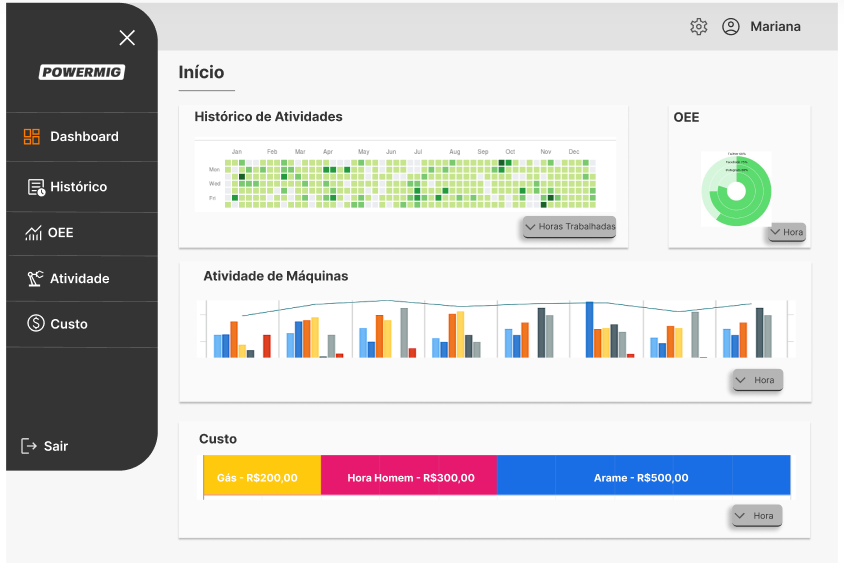 Mariana
POWERMIG
Dashboard
Histórico
OEE
Atividade
Custo
Sair
Início
Histórico de Atividades
Jan Feb Mar Apr May Jun Jul Aug Sep Oct Nov Dec
Mon
Wed
Fri
Horas Trabalhadas
OEE
Hora
Atividade de Máquinas
Hora
Custo
Gás - R$200,00 Hora Homem - R$300,00 Arame - R$500,00
Hora